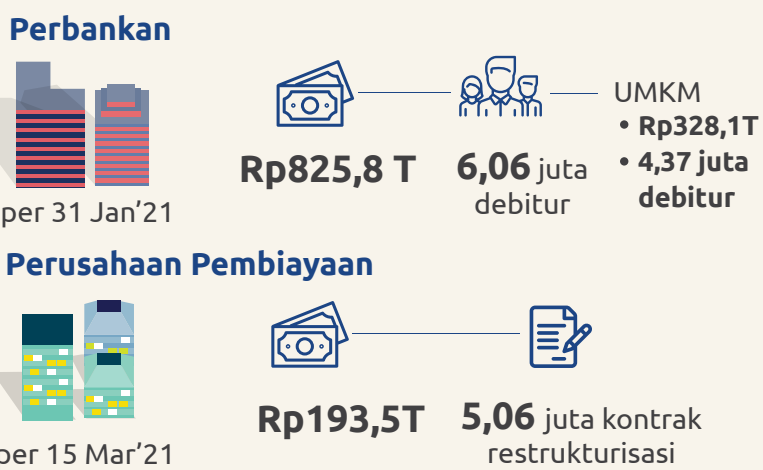 Perbankan
UMKM
• Rp328,1T
• 4,37 juta
debitur
Rp825,8 T
6,06 juta
debitur
per 31 Jan'21
Perusahaan Pembiayaan
Rp193,5T
5,06 juta kontrak
restrukturisasi
per 15 Mar'21